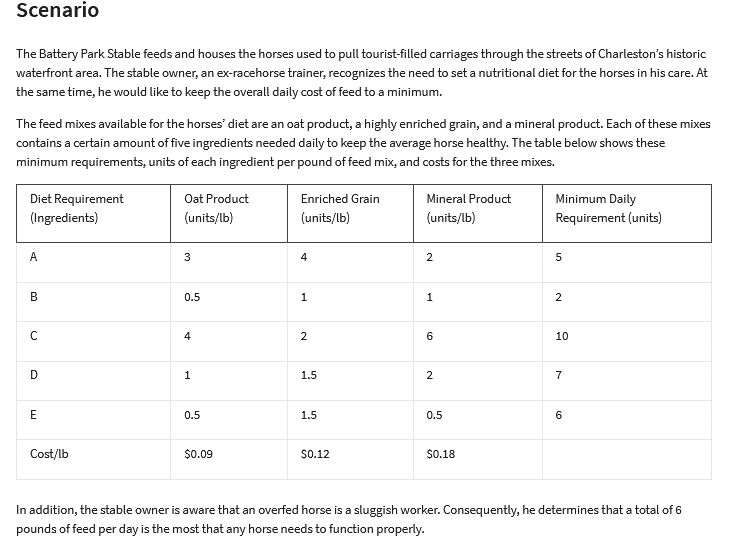 Scenario
The Battery Park Stable feeds and houses the horses used to pull tourist-filled carriages through the streets of Charleston's historic
waterfront area. The stable owner, an ex-racehorse trainer, recognizes the need to set a nutritional diet for the horses in his care. At
the same time, he would like to keep the overall daily cost of feed to a minimum.
The feed mixes available for the horses' diet are an oat product, a highly enriched grain, and a mineral product. Each of these mixes
contains a certain amount of five ingredients needed daily to keep the average horse healthy. The table below shows these
minimum requirements, units of each ingredient per pound of feed mix, and costs for the three mixes.
Diet Requirement (Ingredients) Oat Product (units/lb) Enriched Grain (units/lb) Mineral Product (units/lb) Minimum Daily Requirement (units)
A 3 4 2 5
B 0.5 1 1 2
C 4 2 6 10
D 1 1.5 2 7
E 0.5 1.5 0.5 6
Cost/lb $0.09 $0.12 $0.18
In addition, the stable owner is aware that an overfed horse is a sluggish worker. Consequently, he determines that a total of 6
pounds of feed per day is the most that any horse needs to function properly.